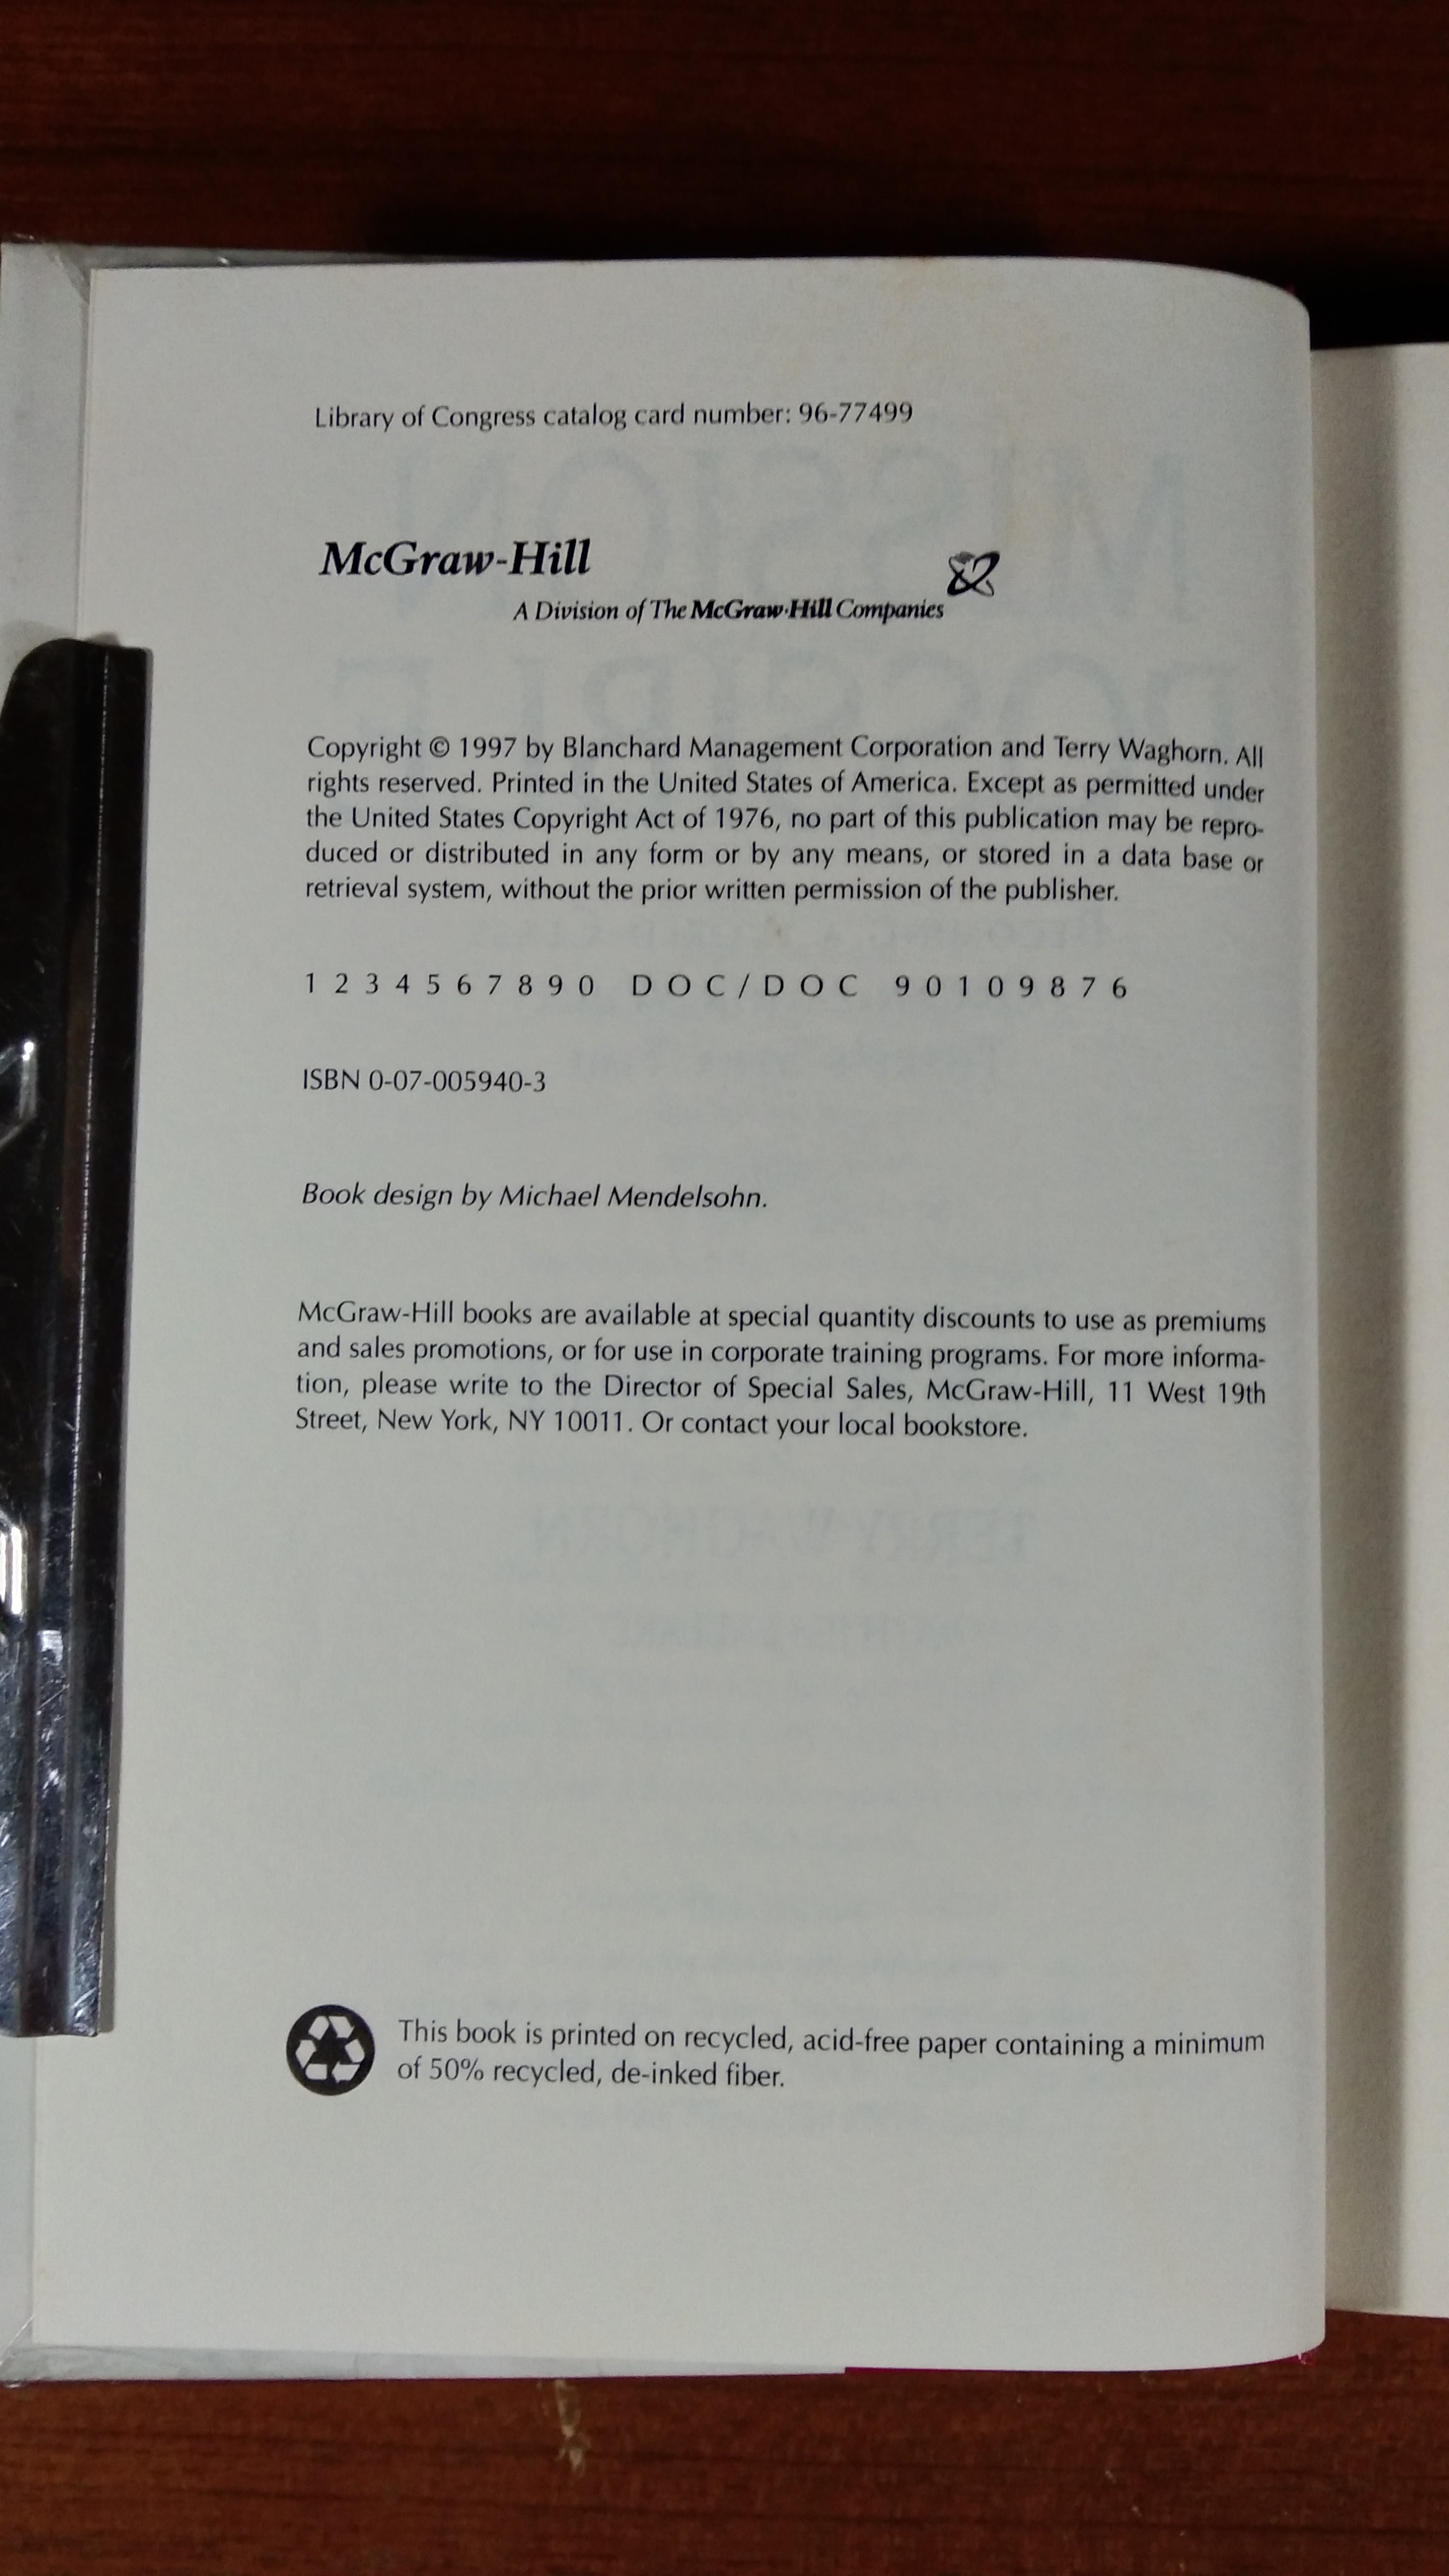 Library of Congress catalog card number: 96-77499
McGraw-Hill
A Division of The McGraw·Hill Companies
Copyright © 1997 by Blanchard Management Corporation and Terry Waghorn. All
rights reserved. Printed in the United States of America. Except as permitted under
the United States Copyright Act of 1976, no part of this publication may be repro-
duced or distributed in any form or by any means, or stored in a data base or
retrieval system, without the prior written permission of the publisher.
1 2 3 4 5 6 7 8 9 0 D O C / D O C 9 0 1 0 9 8 7 6
ISBN 0-07-005940-3
Book design by Michael Mendelsohn.
McGraw-Hill books are available at special quantity discounts to use as premiums
and sales promotions, or for use in corporate training programs. For more informa-
tion, please write to the Director of Special Sales, McGraw-Hill, 11 West 19th
Street, New York, NY 10011. Or contact your local bookstore.
This book is printed on recycled, acid-free paper containing a minimum
of 50% recycled, de-inked fiber.